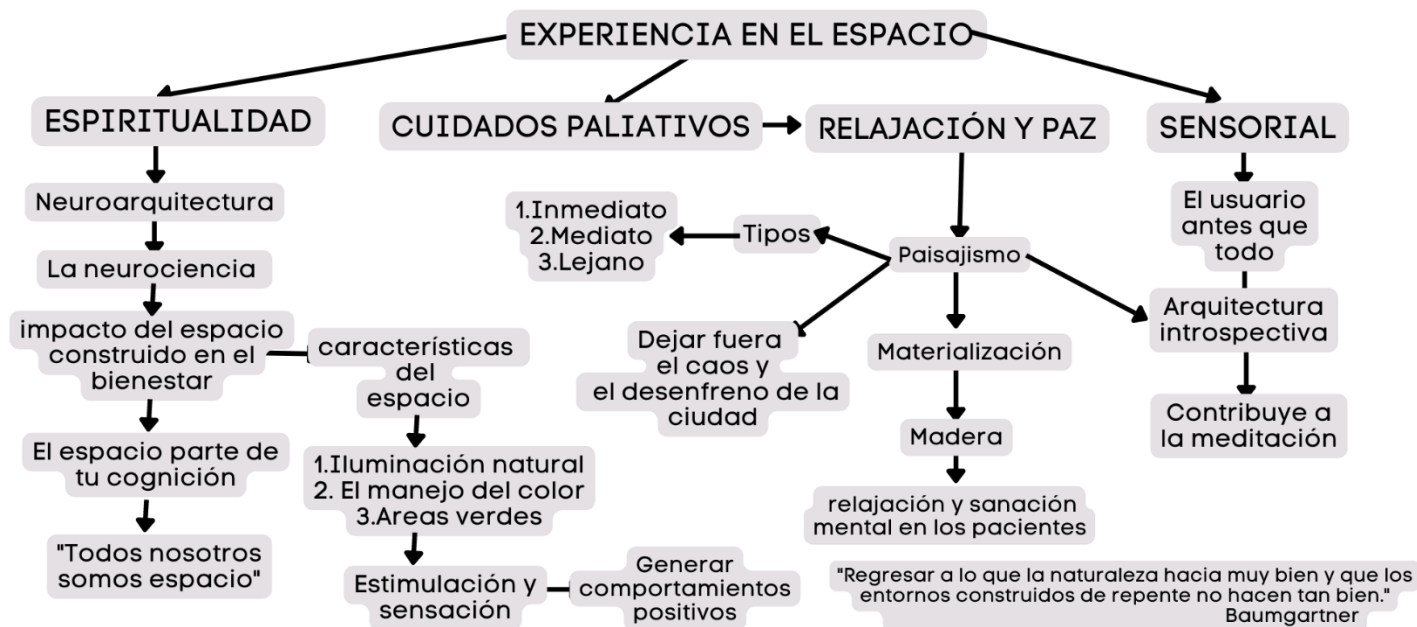 EXPERIENCIA EN EL ESPACIO
ESPIRITUALIDAD
CUIDADOS PALIATIVOS
RELAJACIÓN Y PAZ
SENSORIAL
Neuroarquitectura
La neurociencia
impacto del espacio
construido en el
bienestar
El espacio parte de
tu cognición
"Todos nosotros
somos espacio"
características
del
espacio
1.Iluminación natural
2. El manejo del color
3.Areas verdes
Estimulación y
sensación
Generar
comportamientos
positivos
1.Inmediato
2.Mediato
3.Lejano
Tipos
Paisajismo
Dejar fuera
el caos y
el desenfreno de la
ciudad
Materialización
Madera
relajación y sanación
mental en los pacientes
El usuario
antes que
todo
Arquitectura
introspectiva
Contribuye a
la meditación
"Regresar a lo que la naturaleza hacia muy bien y que los
entornos construidos de repente no hacen tan bien."
Baumgartner